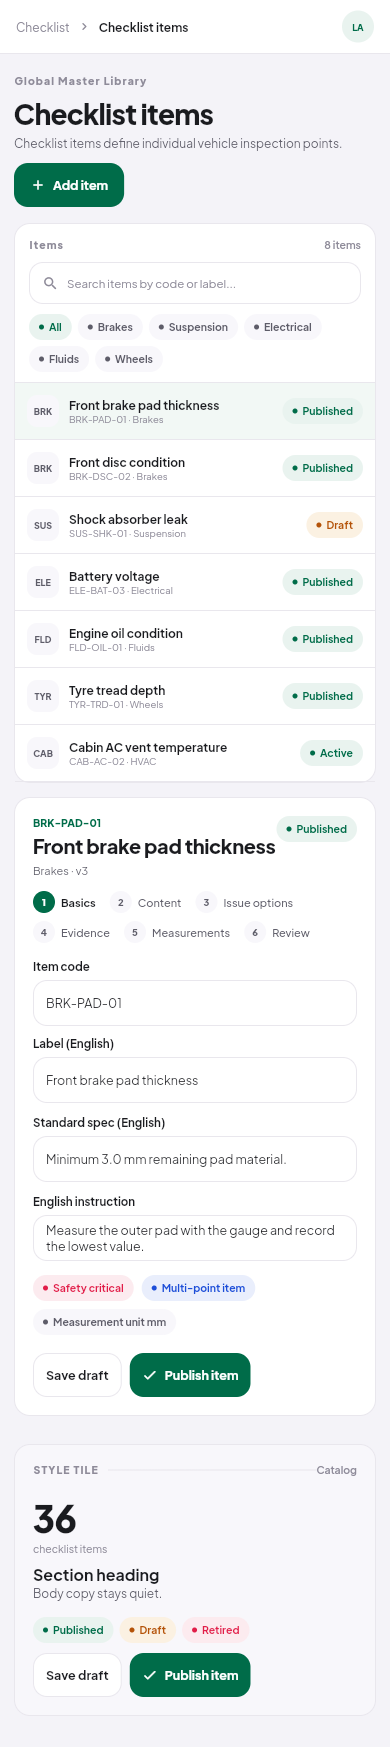 Checklist > Checklist items LA
Global Master Library
Checklist items
Checklist items define individual vehicle inspection points.
+ Add item
Items 8 items
Search items by code or label...
All Brakes Suspension Electrical
Fluids Wheels
BRK Front brake pad thickness Published
BRK-PAD-01 · Brakes
BRK Front disc condition Published
BRK-DSC-02 · Brakes
SUS Shock absorber leak Draft
SUS-SHK-01 · Suspension
ELE Battery voltage Published
ELE-BAT-03 · Electrical
FLD Engine oil condition Published
FLD-OIL-01 · Fluids
TYR Tyre tread depth Published
TYR-TRD-01 · Wheels
CAB Cabin AC vent temperature Active
CAB-AC-02 · HVAC
BRK-PAD-01 Published
Front brake pad thickness
Brakes · v3
1 Basics 2 Content 3 Issue options
4 Evidence 5 Measurements 6 Review
Item code
BRK-PAD-01
Label (English)
Front brake pad thickness
Standard spec (English)
Minimum 3.0 mm remaining pad material.
English instruction
Measure the outer pad with the gauge and record
the lowest value.
Safety critical Multi-point item
Measurement unit mm
Save draft Publish item
STYLE TILE Catalog
36
checklist items
Section heading
Body copy stays quiet.
Published Draft Retired
Save draft Publish item